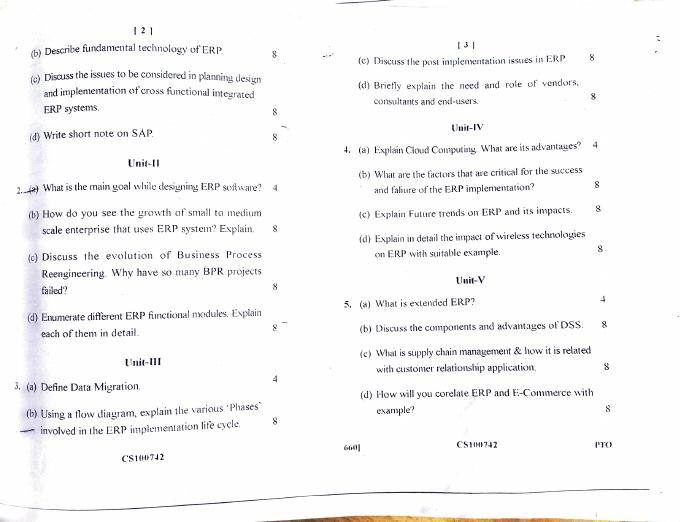 [ 2 ]
(b) Describe fundamental technology of ERP 8
(c) Discuss the issues to be considered in planning design
and implementation of cross functional integrated
ERP systems. 8
(d) Write short note on SAP. 8
Unit-II
2. (a) What is the main goal while designing ERP software? 4
(b) How do you see the growth of small to medium
scale enterprise that uses ERP system? Explain. 8
(c) Discuss the evolution of Business Process
Reengineering. Why have so many BPR projects
failed? 8
(d) Enumerate different ERP functional modules. Explain
each of them in detail. 8
Unit-III
3. (a) Define Data Migration. 4
(b) Using a flow diagram, explain the various 'Phases'
involved in the ERP implementation life cycle. 8
CS100742
[ 3 ]
(c) Discuss the post implementation issues in ERP 8
(d) Briefly explain the need and role of vendors,
consultants and end-users. 8
Unit-IV
4. (a) Explain Cloud Computing. What are its advantages? 4
(b) What are the factors that are critical for the success
and faliure of the ERP implementation? 8
(c) Explain Future trends on ERP and its impacts. 8
(d) Explain in detail the impact of wireless technologies
on ERP with suitable example. 8
Unit-V
5. (a) What is extended ERP? 4
(b) Discuss the components and advantages of DSS. 8
(c) What is supply chain management & how it is related
with customer relationship application. 8
(d) How will you corelate ERP and E-Commerce with
example? 8
660] CS100742 PTO